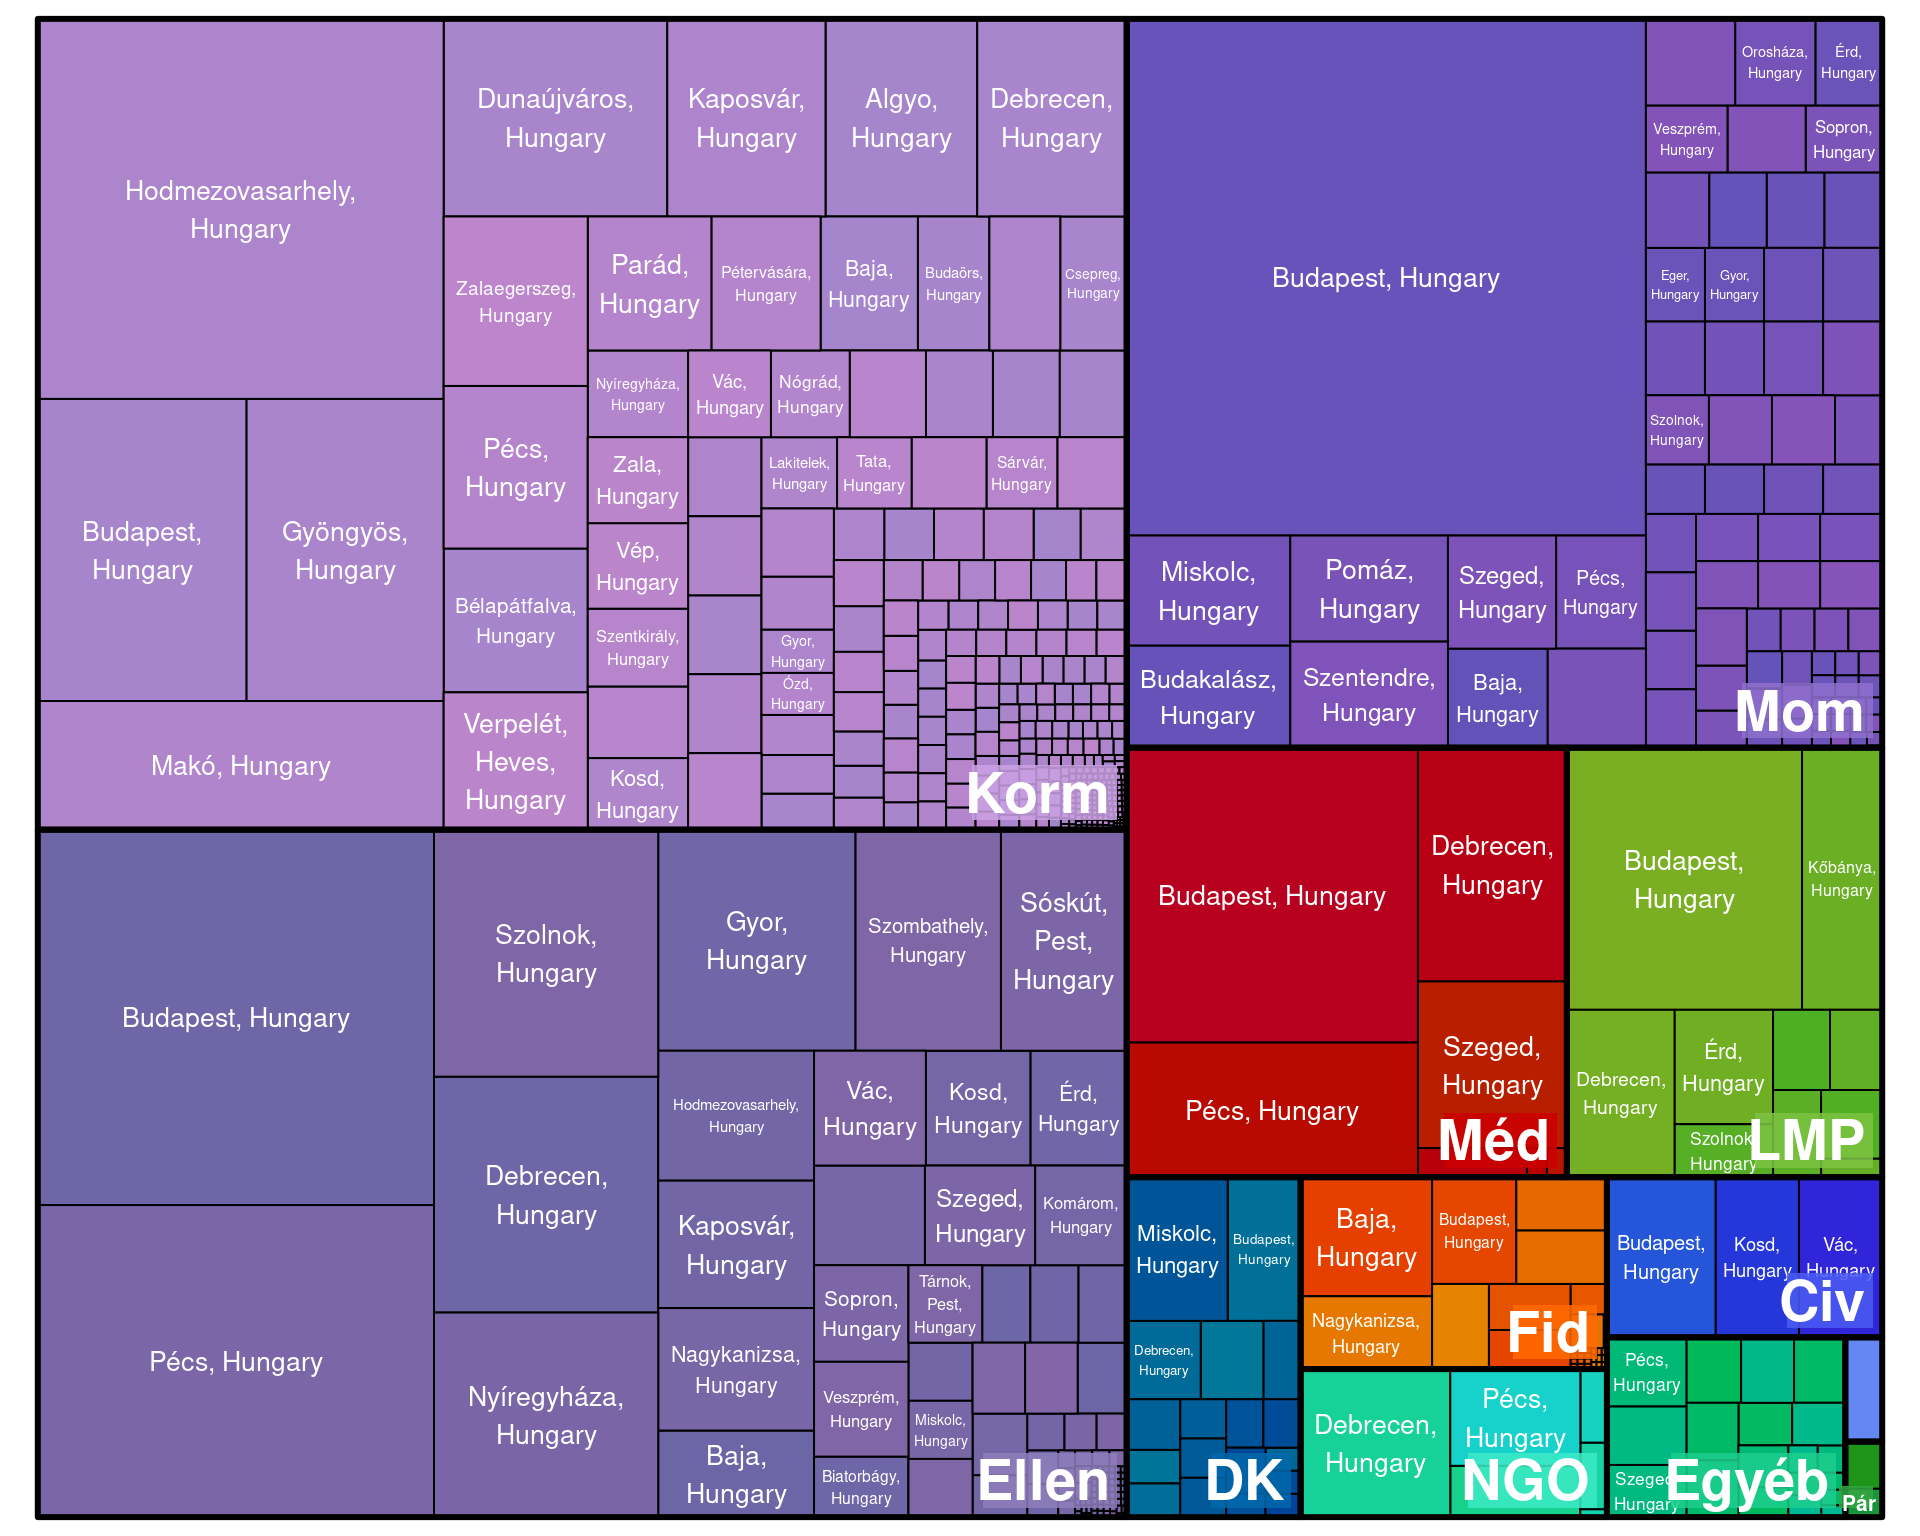 Hodmezovasarhely,
Hungary
Budapest,
Hungary
Gyöngyös,
Hungary
Makó, Hungary
Dunaújváros,
Hungary
Kaposvár,
Hungary
Algyo,
Hungary
Debrecen,
Hungary
Zalaegerszeg,
Hungary
Parád,
Hungary
Pétervására,
Hungary
Baja,
Hungary
Budaörs,
Hungary
Csepreg,
Hungary
Nyíregyháza,
Hungary
Vác,
Hungary
Nógrád,
Hungary
Pécs,
Hungary
Zala,
Hungary
Lakitelek,
Hungary
Tata,
Hungary
Sárvár,
Hungary
Vép,
Hungary
Bélapátfalva,
Hungary
Szentkirály,
Hungary
Gyor,
Hungary
Ózd,
Hungary
Verpelét,
Heves,
Hungary
Kosd,
Hungary
Korm
Budapest, Hungary
Orosháza,
Hungary
Érd,
Hungary
Veszprém,
Hungary
Sopron,
Hungary
Eger,
Hungary
Gyor,
Hungary
Szolnok,
Hungary
Miskolc,
Hungary
Pomáz,
Hungary
Szeged,
Hungary
Pécs,
Hungary
Budakalász,
Hungary
Szentendre,
Hungary
Baja,
Hungary
Mom
Budapest, Hungary
Pécs, Hungary
Szolnok,
Hungary
Debrecen,
Hungary
Nyíregyháza,
Hungary
Gyor,
Hungary
Szombathely,
Hungary
Sóskút,
Pest,
Hungary
Hodmezovasarhely,
Hungary
Vác,
Hungary
Kosd,
Hungary
Érd,
Hungary
Kaposvár,
Hungary
Szeged,
Hungary
Komárom,
Hungary
Sopron,
Hungary
Tárnok,
Pest,
Hungary
Nagykanizsa,
Hungary
Veszprém,
Hungary
Miskolc,
Hungary
Baja,
Hungary
Biatorbágy,
Hungary
Ellen
Budapest, Hungary
Debrecen,
Hungary
Pécs, Hungary
Szeged,
Hungary
Méd
Budapest,
Hungary
Kőbánya,
Hungary
Debrecen,
Hungary
Érd,
Hungary
Szolnok,
Hungary
LMP
Miskolc,
Hungary
Budapest,
Hungary
Debrecen,
Hungary
DK
Baja,
Hungary
Budapest,
Hungary
Nagykanizsa,
Hungary
Fid
Budapest,
Hungary
Kosd,
Hungary
Vác,
Hungary
Civ
Debrecen,
Hungary
Pécs,
Hungary
NGO
Pécs,
Hungary
Szeged,
Hungary
Egyéb
Pár